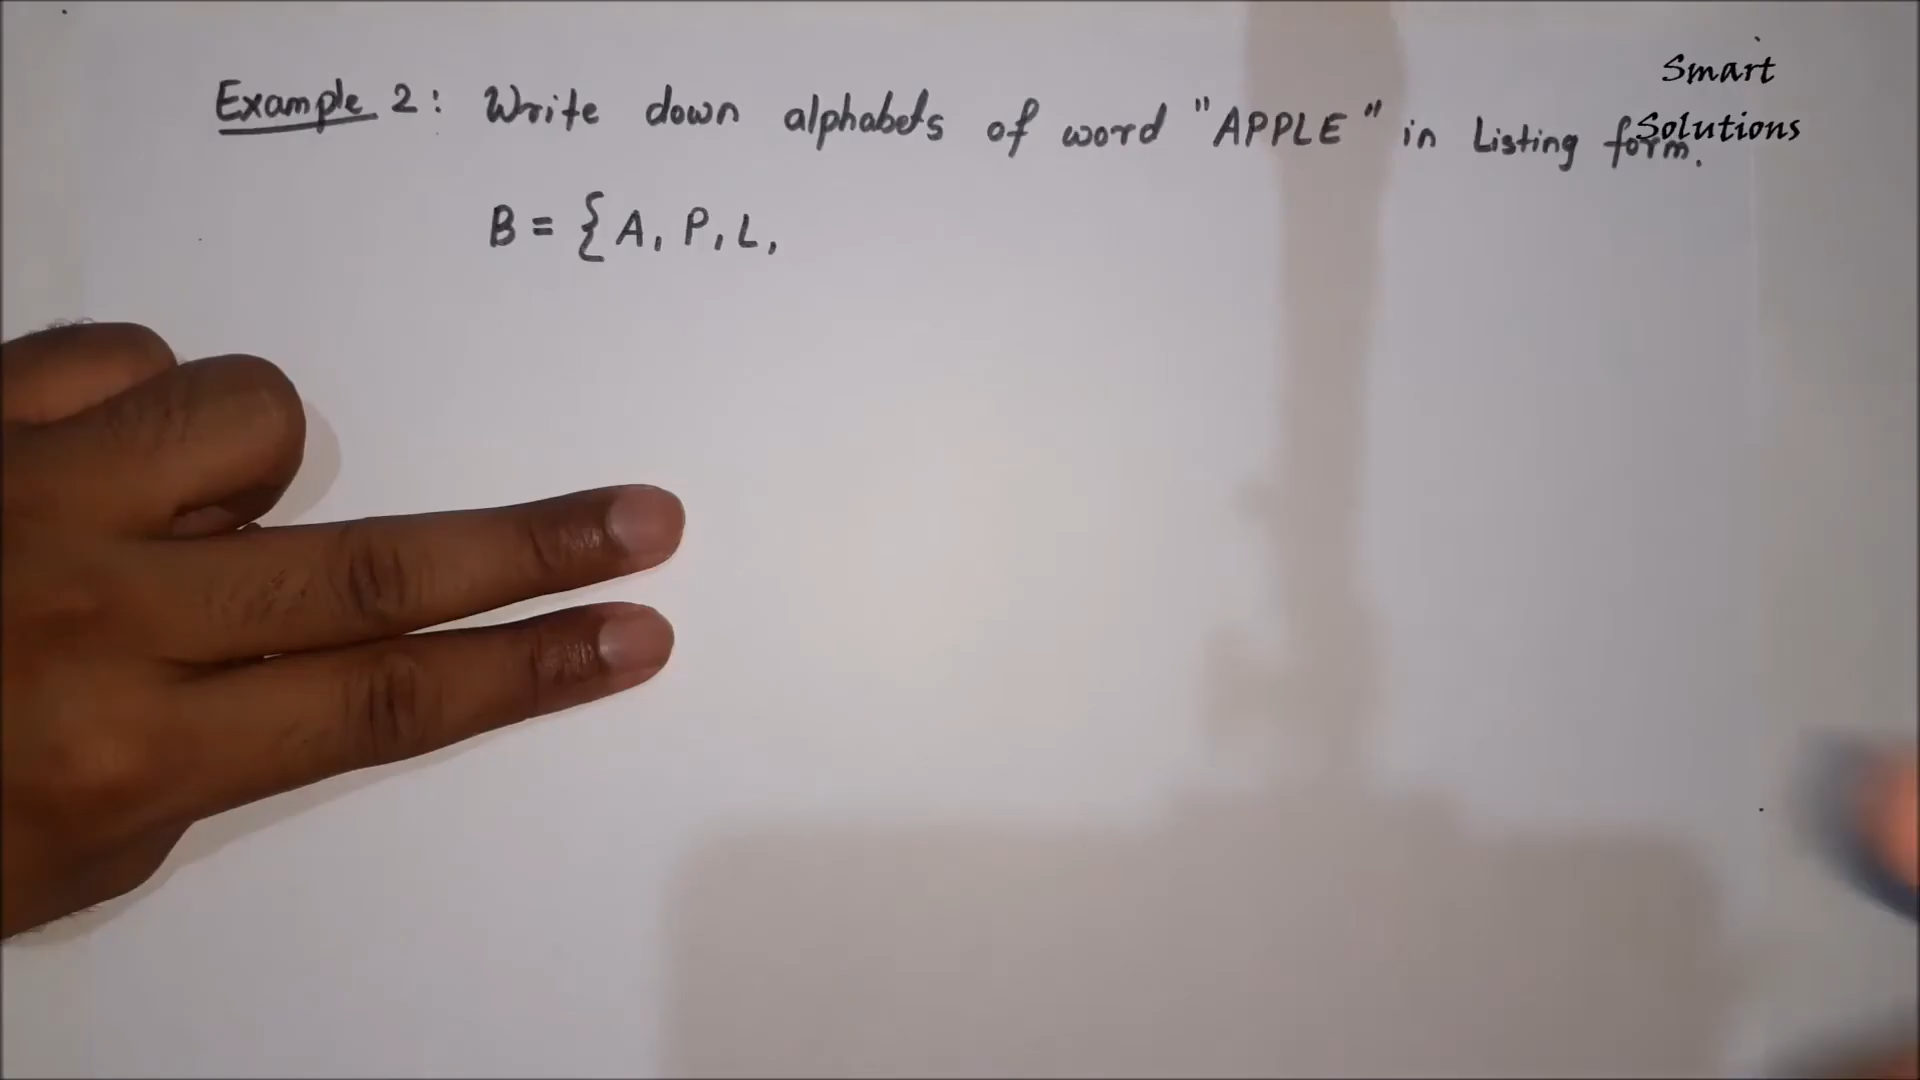 Example 2: Write down alphabets of word "APPLE" in Listing form.
B = { A, P, L,
Smart
Solutions